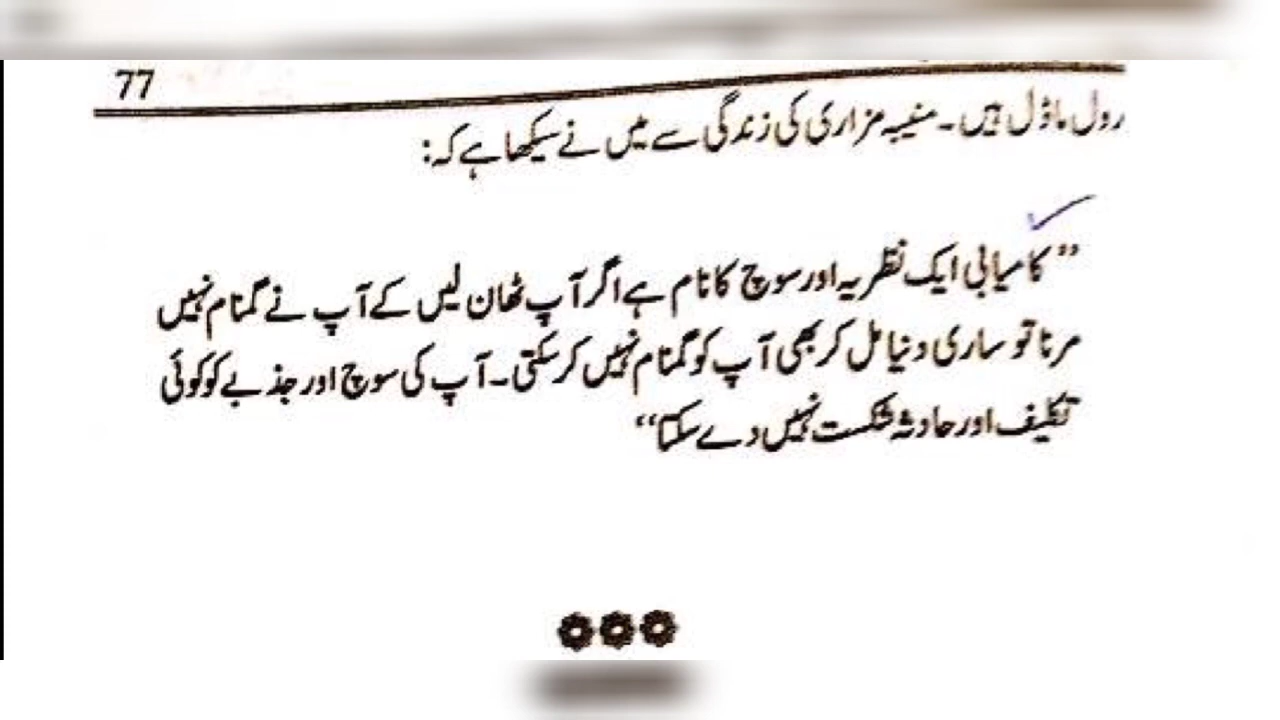 77
رول ماڈل ہیں۔ منیبہ مزاری کی زندگی سے میں نے سیکھا ہے کہ:
”کامیابی ایک نظریہ اور سوچ کا نام ہے اگر آپ ٹھان لیں کے آپ نے گمنام نہیں
مرنا تو ساری دنیا مل کر بھی آپ کو گمنام نہیں کر سکتی۔ آپ کی سوچ اور جذبے کو کوئی
تکلیف اور حادثہ شکست نہیں دے سکتا“